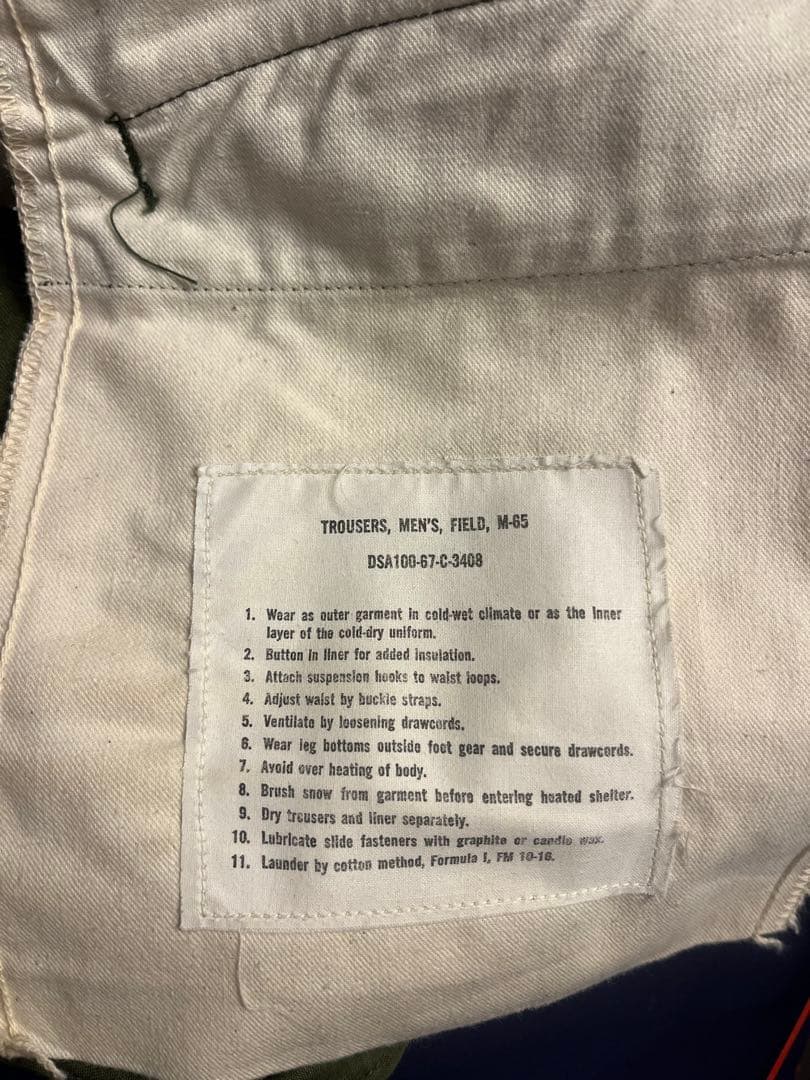 TROUSERS, MEN'S, FIELD, M-65
DSA100-67-C-3408
1. Wear as outer garment in cold-wet climate or as the inner
layer of the cold-dry uniform.
2. Button in liner for added insulation.
3. Attach suspension hooks to waist loops.
4. Adjust waist by buckle straps.
5. Ventilate by loosening drawcords.
6. Wear leg bottoms outside foot gear and secure drawcords.
7. Avoid over heating of body.
8. Brush snow from garment before entering heated shelter.
9. Dry trousers and liner separately.
10. Lubricate slide fasteners with graphite or candle wax.
11. Launder by cotton method, Formula I, FM 10-16.